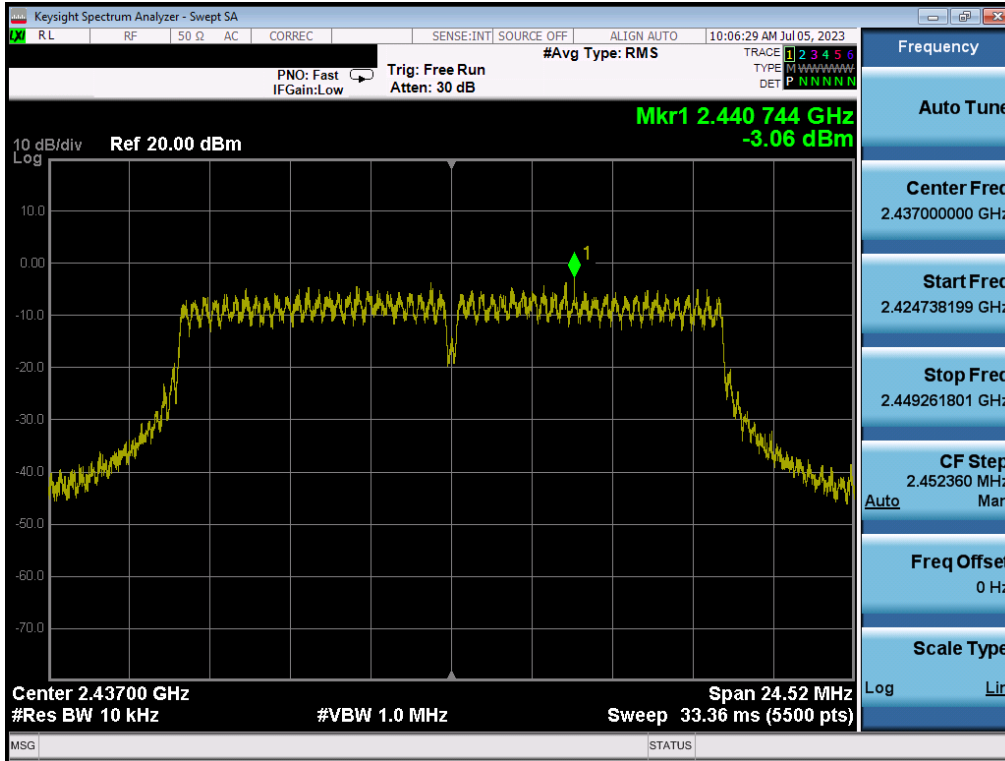 Keysight Spectrum Analyzer - Swept SA
LXI RL RF 50 Ω AC CORREC SENSE:INT SOURCE OFF ALIGN AUTO 10:06:29 AM Jul 05, 2023
#Avg Type: RMS
TRACE 1 2 3 4 5 6
PNO: Fast Trig: Free Run
TYPE M W W W W W
IFGain:Low Atten: 30 dB
DET P N N N N N
Mkr1 2.440 744 GHz
-3.06 dBm
10 dB/div Ref 20.00 dBm
Log
1
10.0
0.00
-10.0
-20.0
-30.0
-40.0
-50.0
-60.0
-70.0
Center 2.43700 GHz Span 24.52 MHz
#Res BW 10 kHz #VBW 1.0 MHz Sweep 33.36 ms (5500 pts)
MSG STATUS
Frequency
Auto Tune
Center Freq
2.437000000 GHz
Start Freq
2.424738199 GHz
Stop Freq
2.449261801 GHz
CF Step
2.452360 MHz
Auto Man
Freq Offset
0 Hz
Scale Type
Log Lin